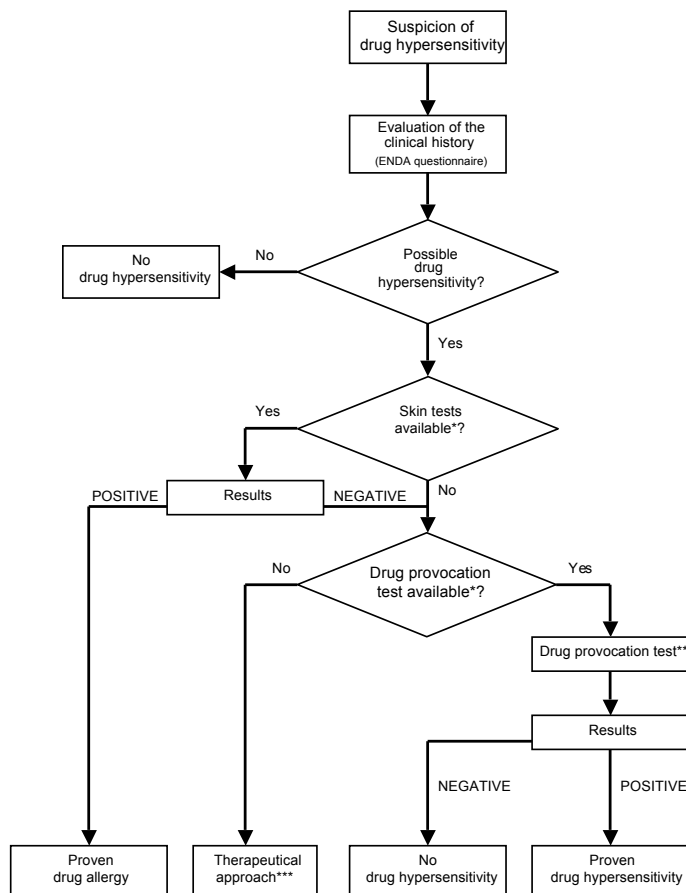 Suspicion of
drug hypersensitivity
Evaluation of the
clinical history
(ENDA questionnaire)
No
drug hypersensitivity
No
Possible
drug
hypersensitivity?
Yes
Yes
Skin tests
available*?
POSITIVE
Results
NEGATIVE
No
No
Drug provocation
test available*?
Yes
Drug provocation test**
Results
NEGATIVE
POSITIVE
Proven
drug allergy
Therapeutical
approach***
No
drug hypersensitivity
Proven
drug hypersensitivity